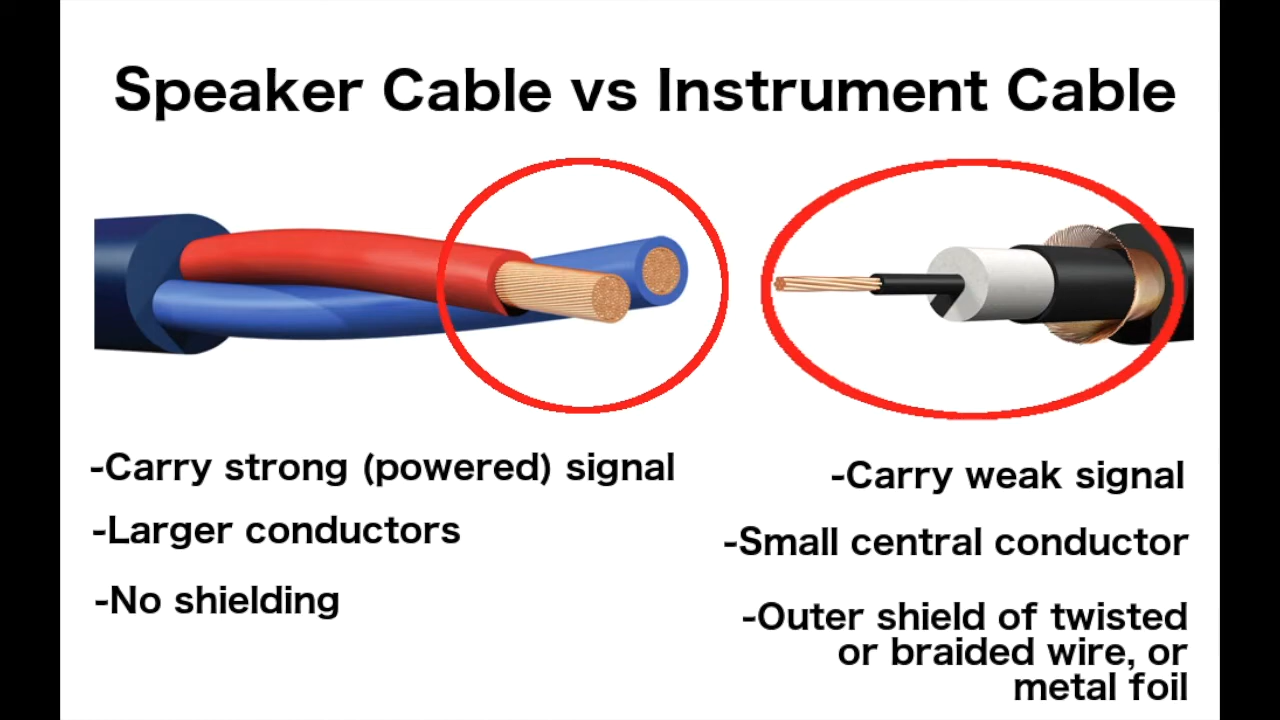 Speaker Cable vs Instrument Cable
-Carry strong (powered) signal
-Larger conductors
-No shielding
-Carry weak signal
-Small central conductor
-Outer shield of twisted
or braided wire, or
metal foil